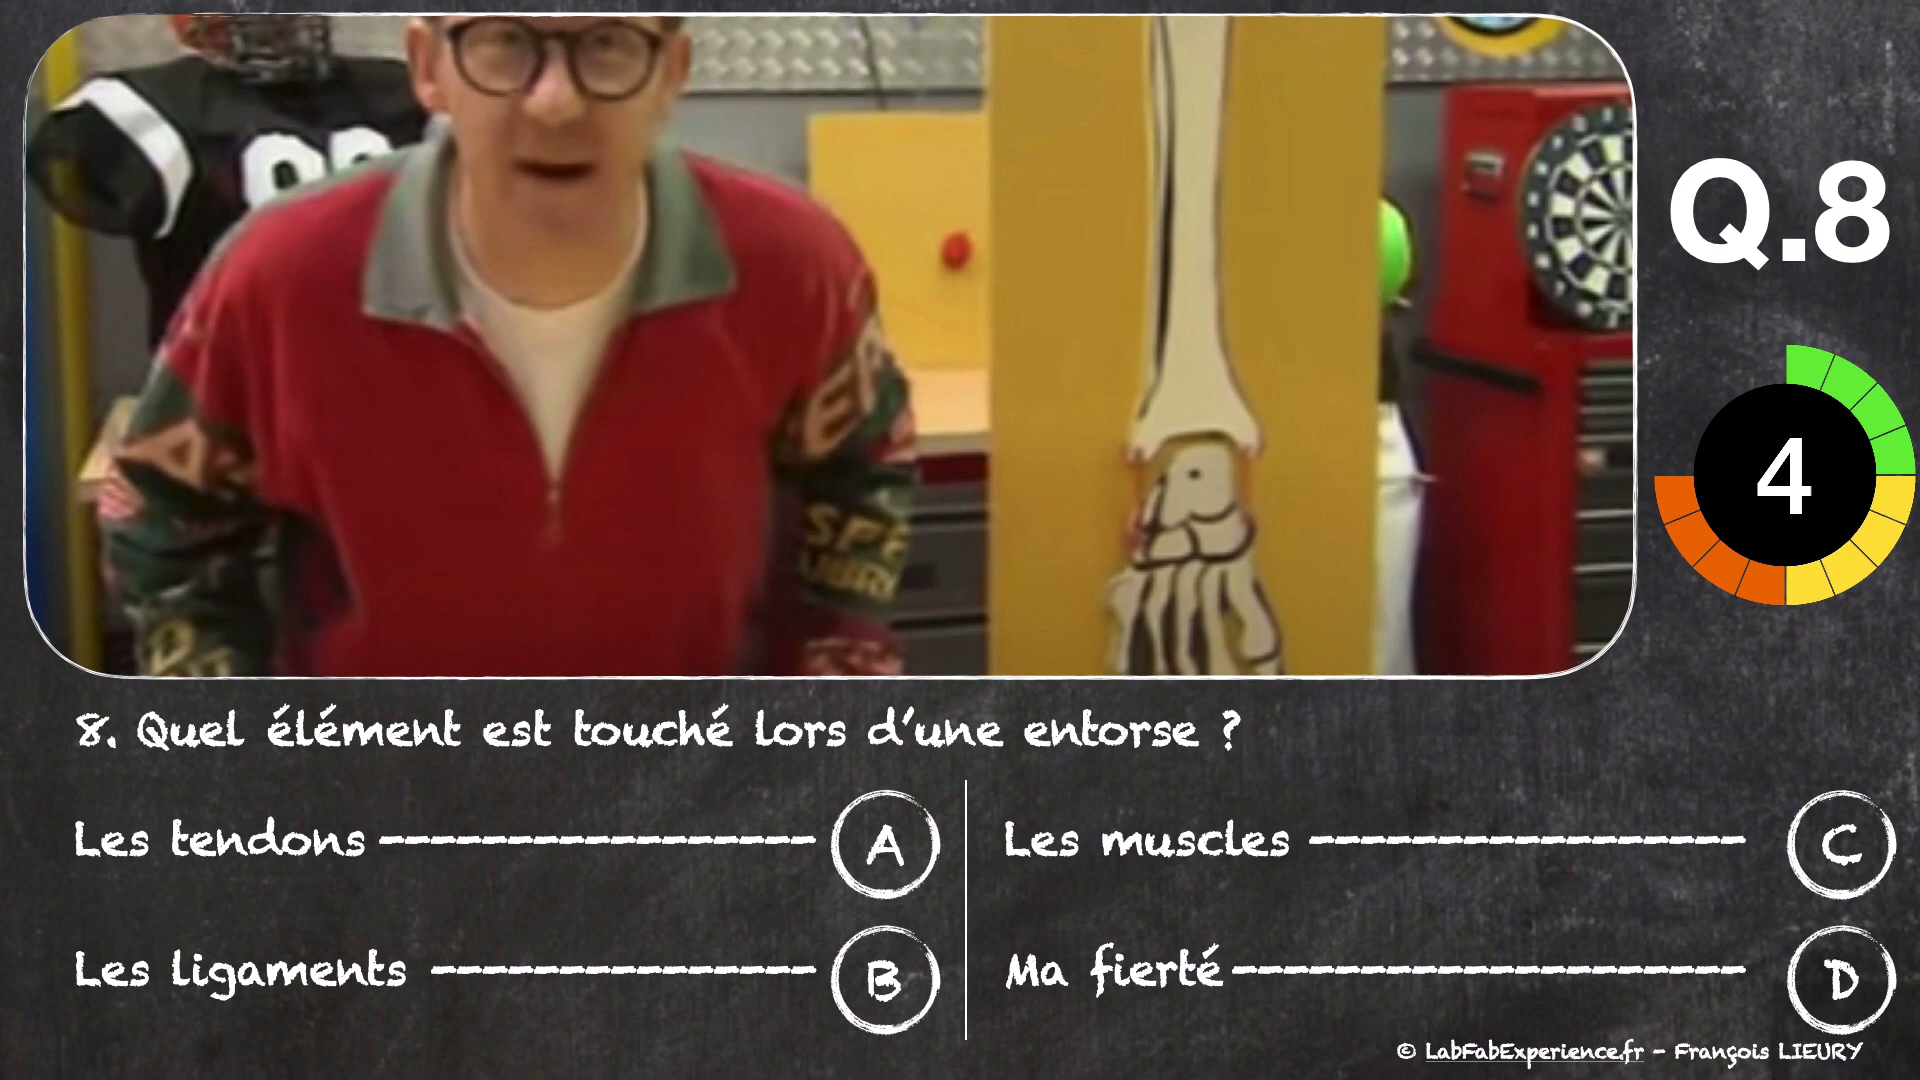 Q.8
4
8. Quel élément est touché lors d'une entorse ?
Les tendons A
Les muscles C
Les ligaments B
Ma fierté D
© LabFabExperience.fr - François LIEURY